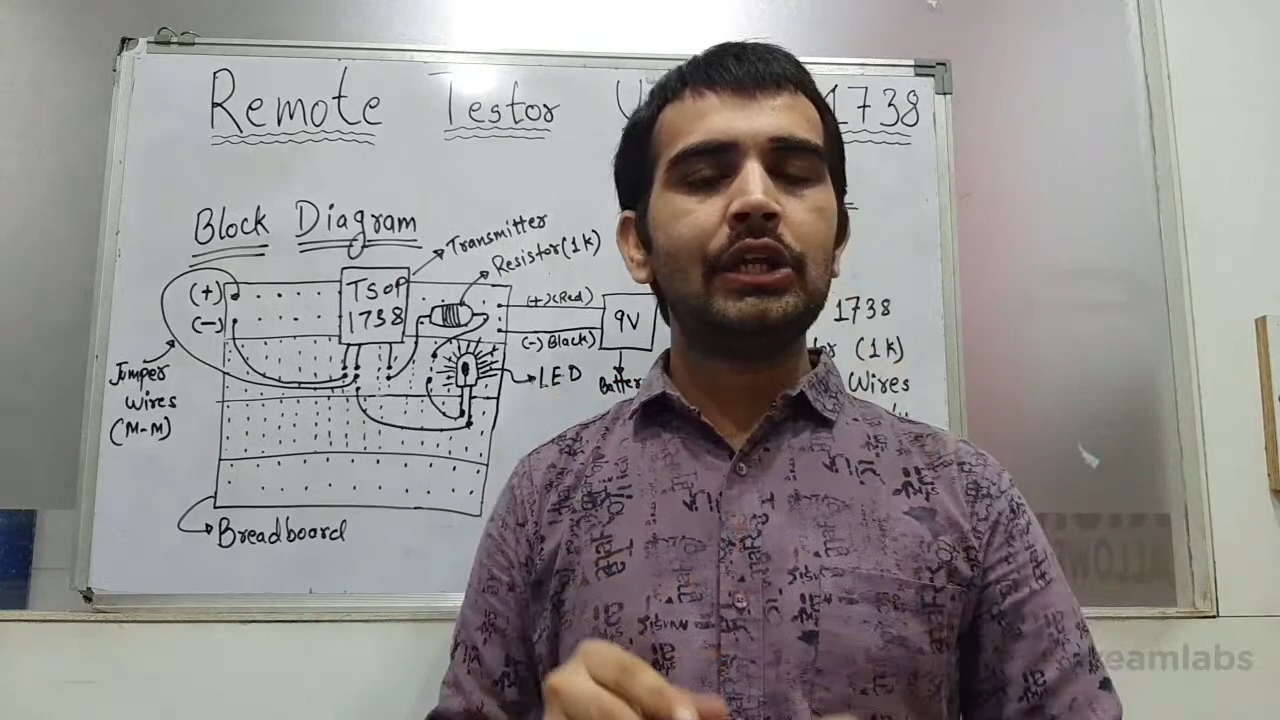 Remote Testor 1738
Block Diagram
Transmitter
Resistor (1k)
(+)
(-)
TSOP
1738
(+) (Red)
(-) Black)
9V
Jumper
Wires
(M-M)
LED
Breadboard
1738
(1k)
Wires
ALLOW
eamlabs